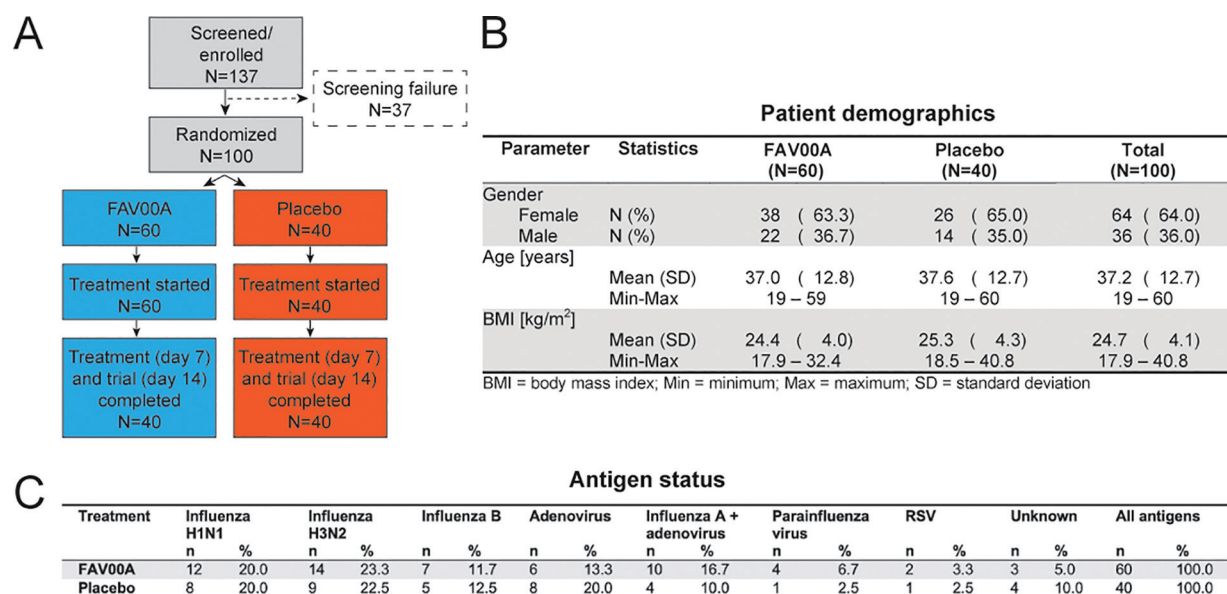 A
Screened/
enrolled
N=137
Screening failure
N=37
Randomized
N=100
FAV00A
N=60
Placebo
N=40
Treatment started
N=60
Treatment started
N=40
Treatment (day 7)
and trial (day 14)
completed
N=40
Treatment (day 7)
and trial (day 14)
completed
N=40
B
Patient demographics
Parameter Statistics FAV00A Placebo Total
(N=60) (N=40) (N=100)
Gender
Female N (%) 38 ( 63.3) 26 ( 65.0) 64 ( 64.0)
Male N (%) 22 ( 36.7) 14 ( 35.0) 36 ( 36.0)
Age [years]
Mean (SD) 37.0 ( 12.8) 37.6 ( 12.7) 37.2 ( 12.7)
Min-Max 19 – 59 19 – 60 19 – 60
BMI [kg/m²]
Mean (SD) 24.4 ( 4.0) 25.3 ( 4.3) 24.7 ( 4.1)
Min-Max 17.9 – 32.4 18.5 – 40.8 17.9 – 40.8
BMI = body mass index; Min = minimum; Max = maximum; SD = standard deviation
C
Antigen status
Treatment Influenza Influenza Influenza B Adenovirus Influenza A + Parainfluenza RSV Unknown All antigens
H1N1 H3N2 adenovirus virus
n % n % n % n % n % n % n % n % n %
FAV00A 12 20.0 14 23.3 7 11.7 6 13.3 10 16.7 4 6.7 2 3.3 3 5.0 60 100.0
Placebo 8 20.0 9 22.5 5 12.5 8 20.0 4 10.0 1 2.5 1 2.5 4 10.0 40 100.0